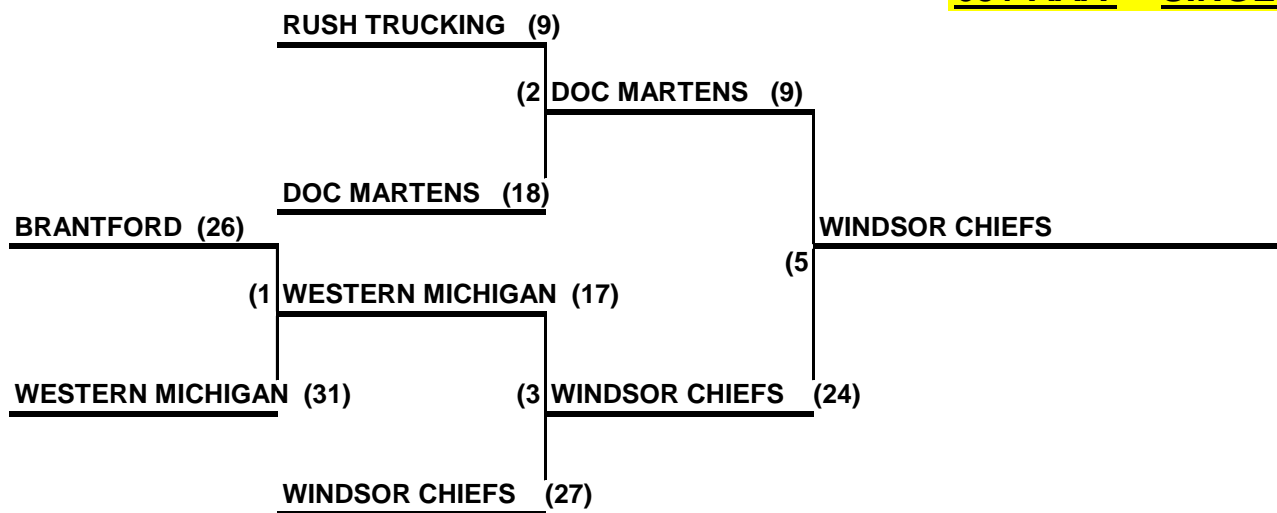 RUSH TRUCKING (9)
(2 DOC MARTENS (9)
DOC MARTENS (18)
BRANTFORD (26)
WINDSOR CHIEFS
(5
(1 WESTERN MICHIGAN (17)
WESTERN MICHIGAN (31)
(3 WINDSOR CHIEFS (24)
WINDSOR CHIEFS (27)